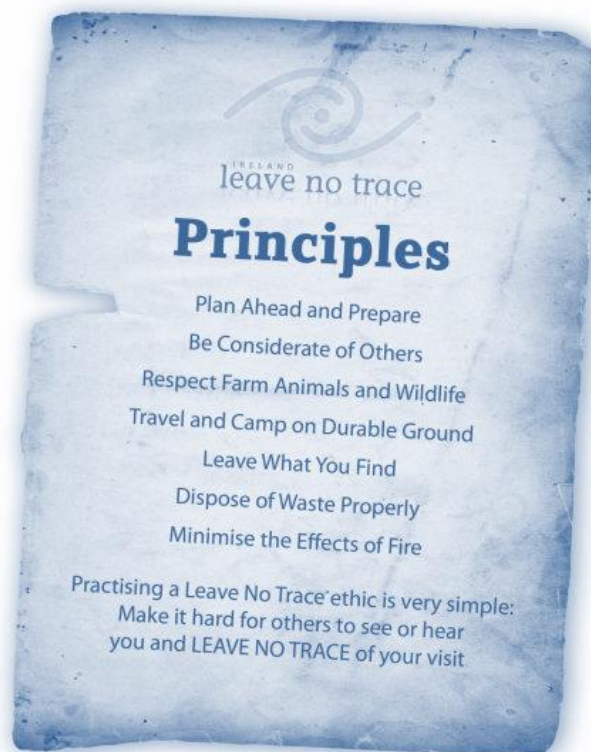 IRELAND
leave no trace
Principles
Plan Ahead and Prepare
Be Considerate of Others
Respect Farm Animals and Wildlife
Travel and Camp on Durable Ground
Leave What You Find
Dispose of Waste Properly
Minimise the Effects of Fire
Practising a Leave No Trace ethic is very simple:
Make it hard for others to see or hear
you and LEAVE NO TRACE of your visit